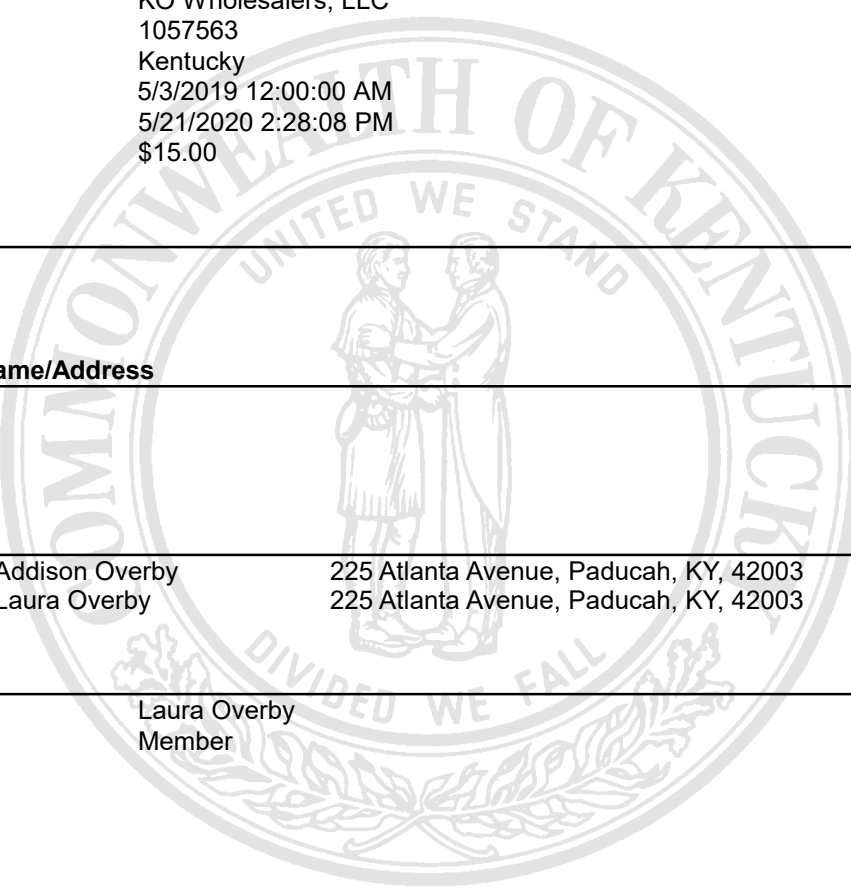 KO Wholesalers, LLC
1057563
Kentucky
5/3/2019 12:00:00 AM
5/21/2020 2:28:08 PM
$15.00
ame/Address
Addison Overby 225 Atlanta Avenue, Paducah, KY, 42003
Laura Overby 225 Atlanta Avenue, Paducah, KY, 42003
Laura Overby
Member
COMMONWEALTH OF KENTUCKY
UNITED WE STAND
DIVIDED WE FALL